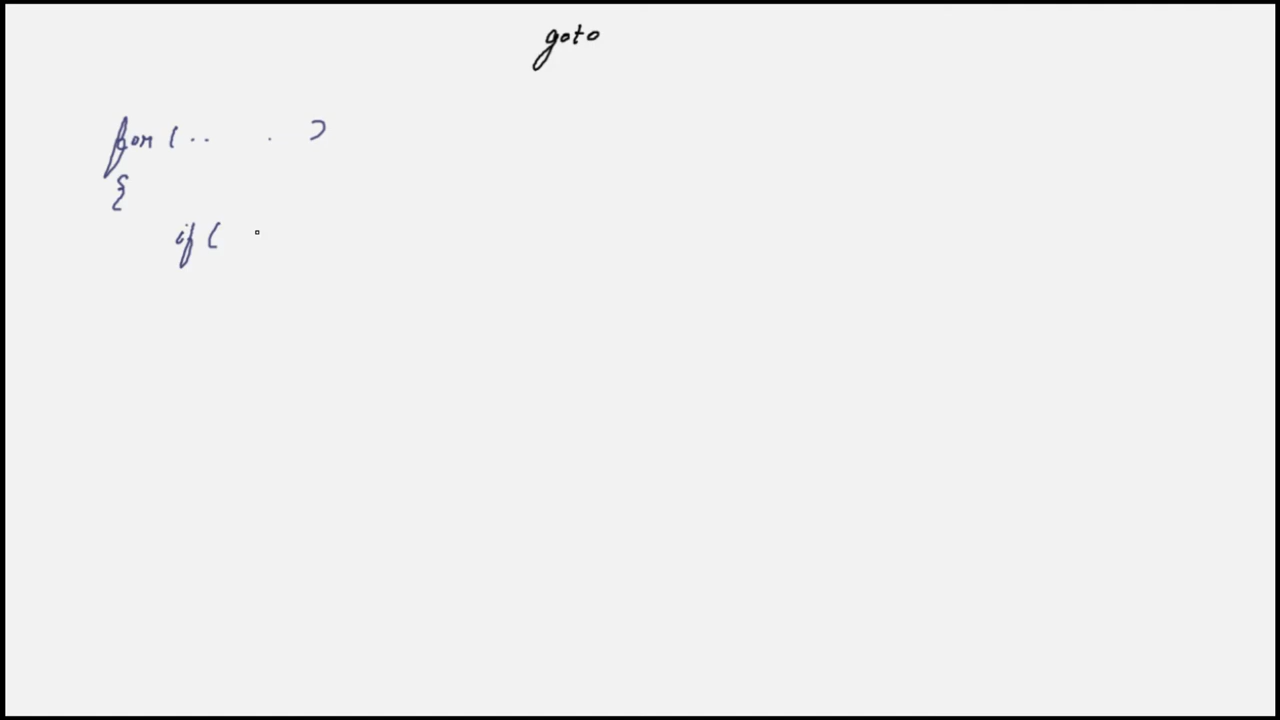 goto
for ( .. . )
{
if (